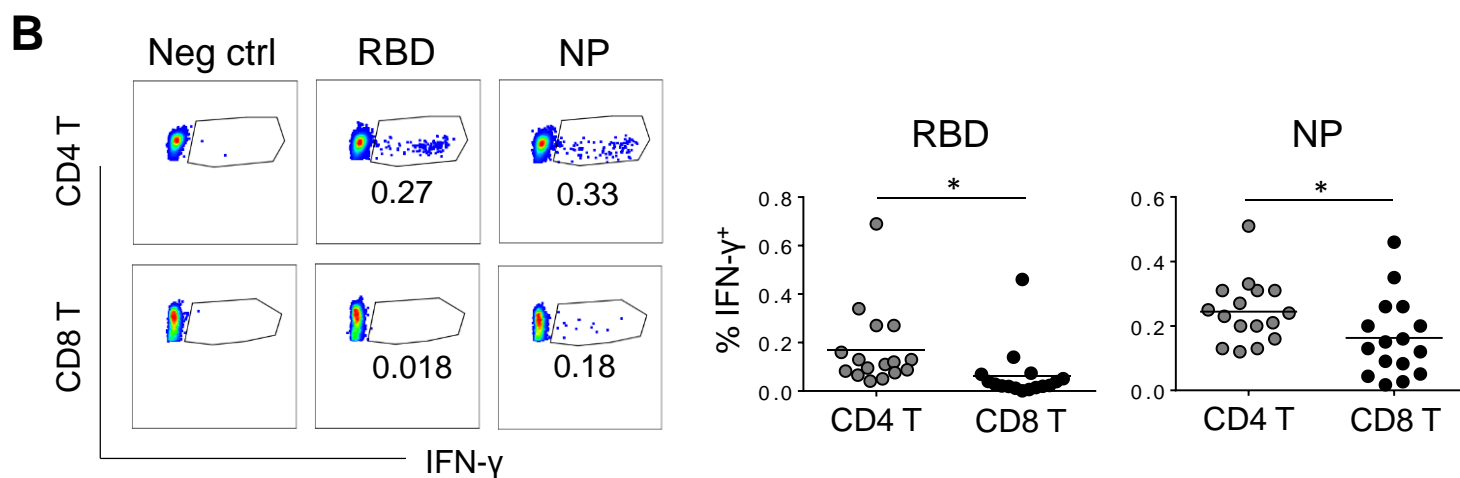 B
Neg ctrl RBD NP
CD4 T
0.27 0.33
CD8 T
0.018 0.18
IFN-γ
RBD
*
% IFN-γ+
0.8
0.6
0.4
0.2
0.0
CD4 T CD8 T
NP
*
0.6
0.4
0.2
0.0
CD4 T CD8 T